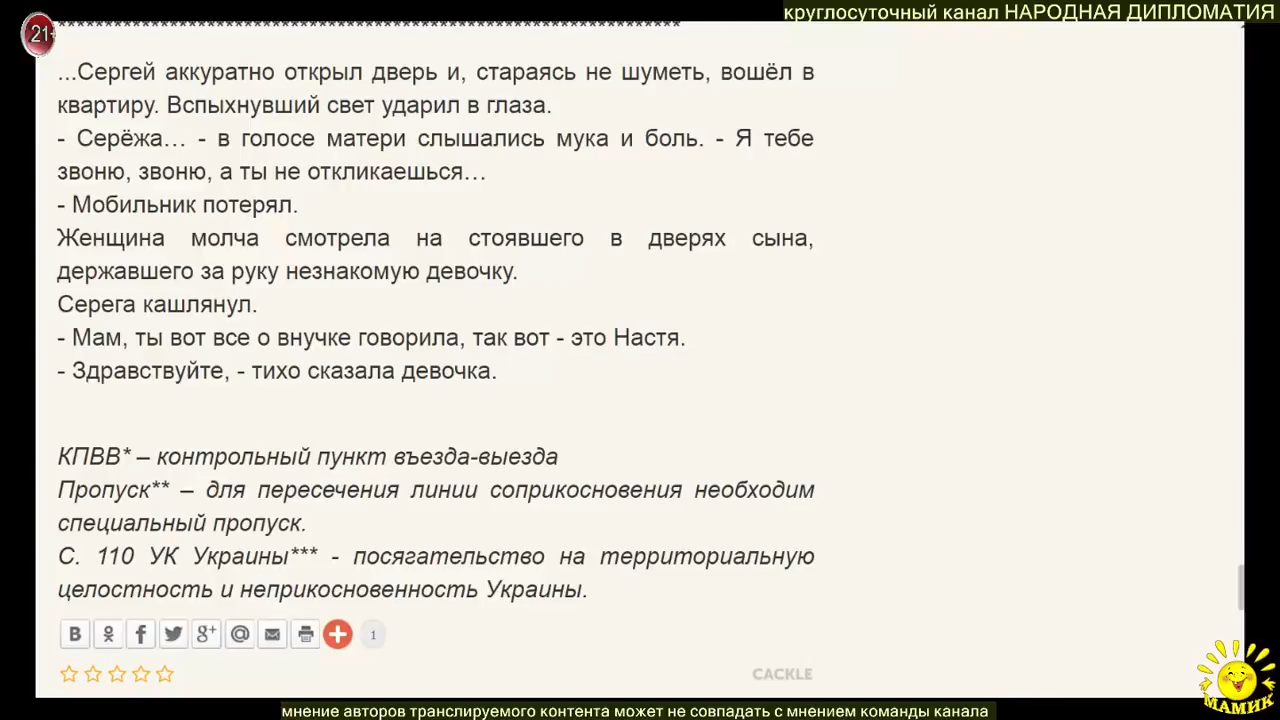 круглосуточный канал НАРОДНАЯ ДИПЛОМАТИЯ
21+
*******************************************************************
...Сергей аккуратно открыл дверь и, стараясь не шуметь, вошёл в
квартиру. Вспыхнувший свет ударил в глаза.
- Серёжа... - в голосе матери слышались мука и боль. - Я тебе
звоню, звоню, а ты не откликаешься...
- Мобильник потерял.
Женщина молча смотрела на стоявшего в дверях сына,
державшего за руку незнакомую девочку.
Серега кашлянул.
- Мам, ты вот все о внучке говорила, так вот - это Настя.
- Здравствуйте, - тихо сказала девочка.
КПВВ* – контрольный пункт въезда-выезда
Пропуск** – для пересечения линии соприкосновения необходим
специальный пропуск.
С. 110 УК Украины*** - посягательство на территориальную
целостность и неприкосновенность Украины.
1
CACKLE
МАМИК
мнение авторов транслируемого контента может не совпадать с мнением команды канала